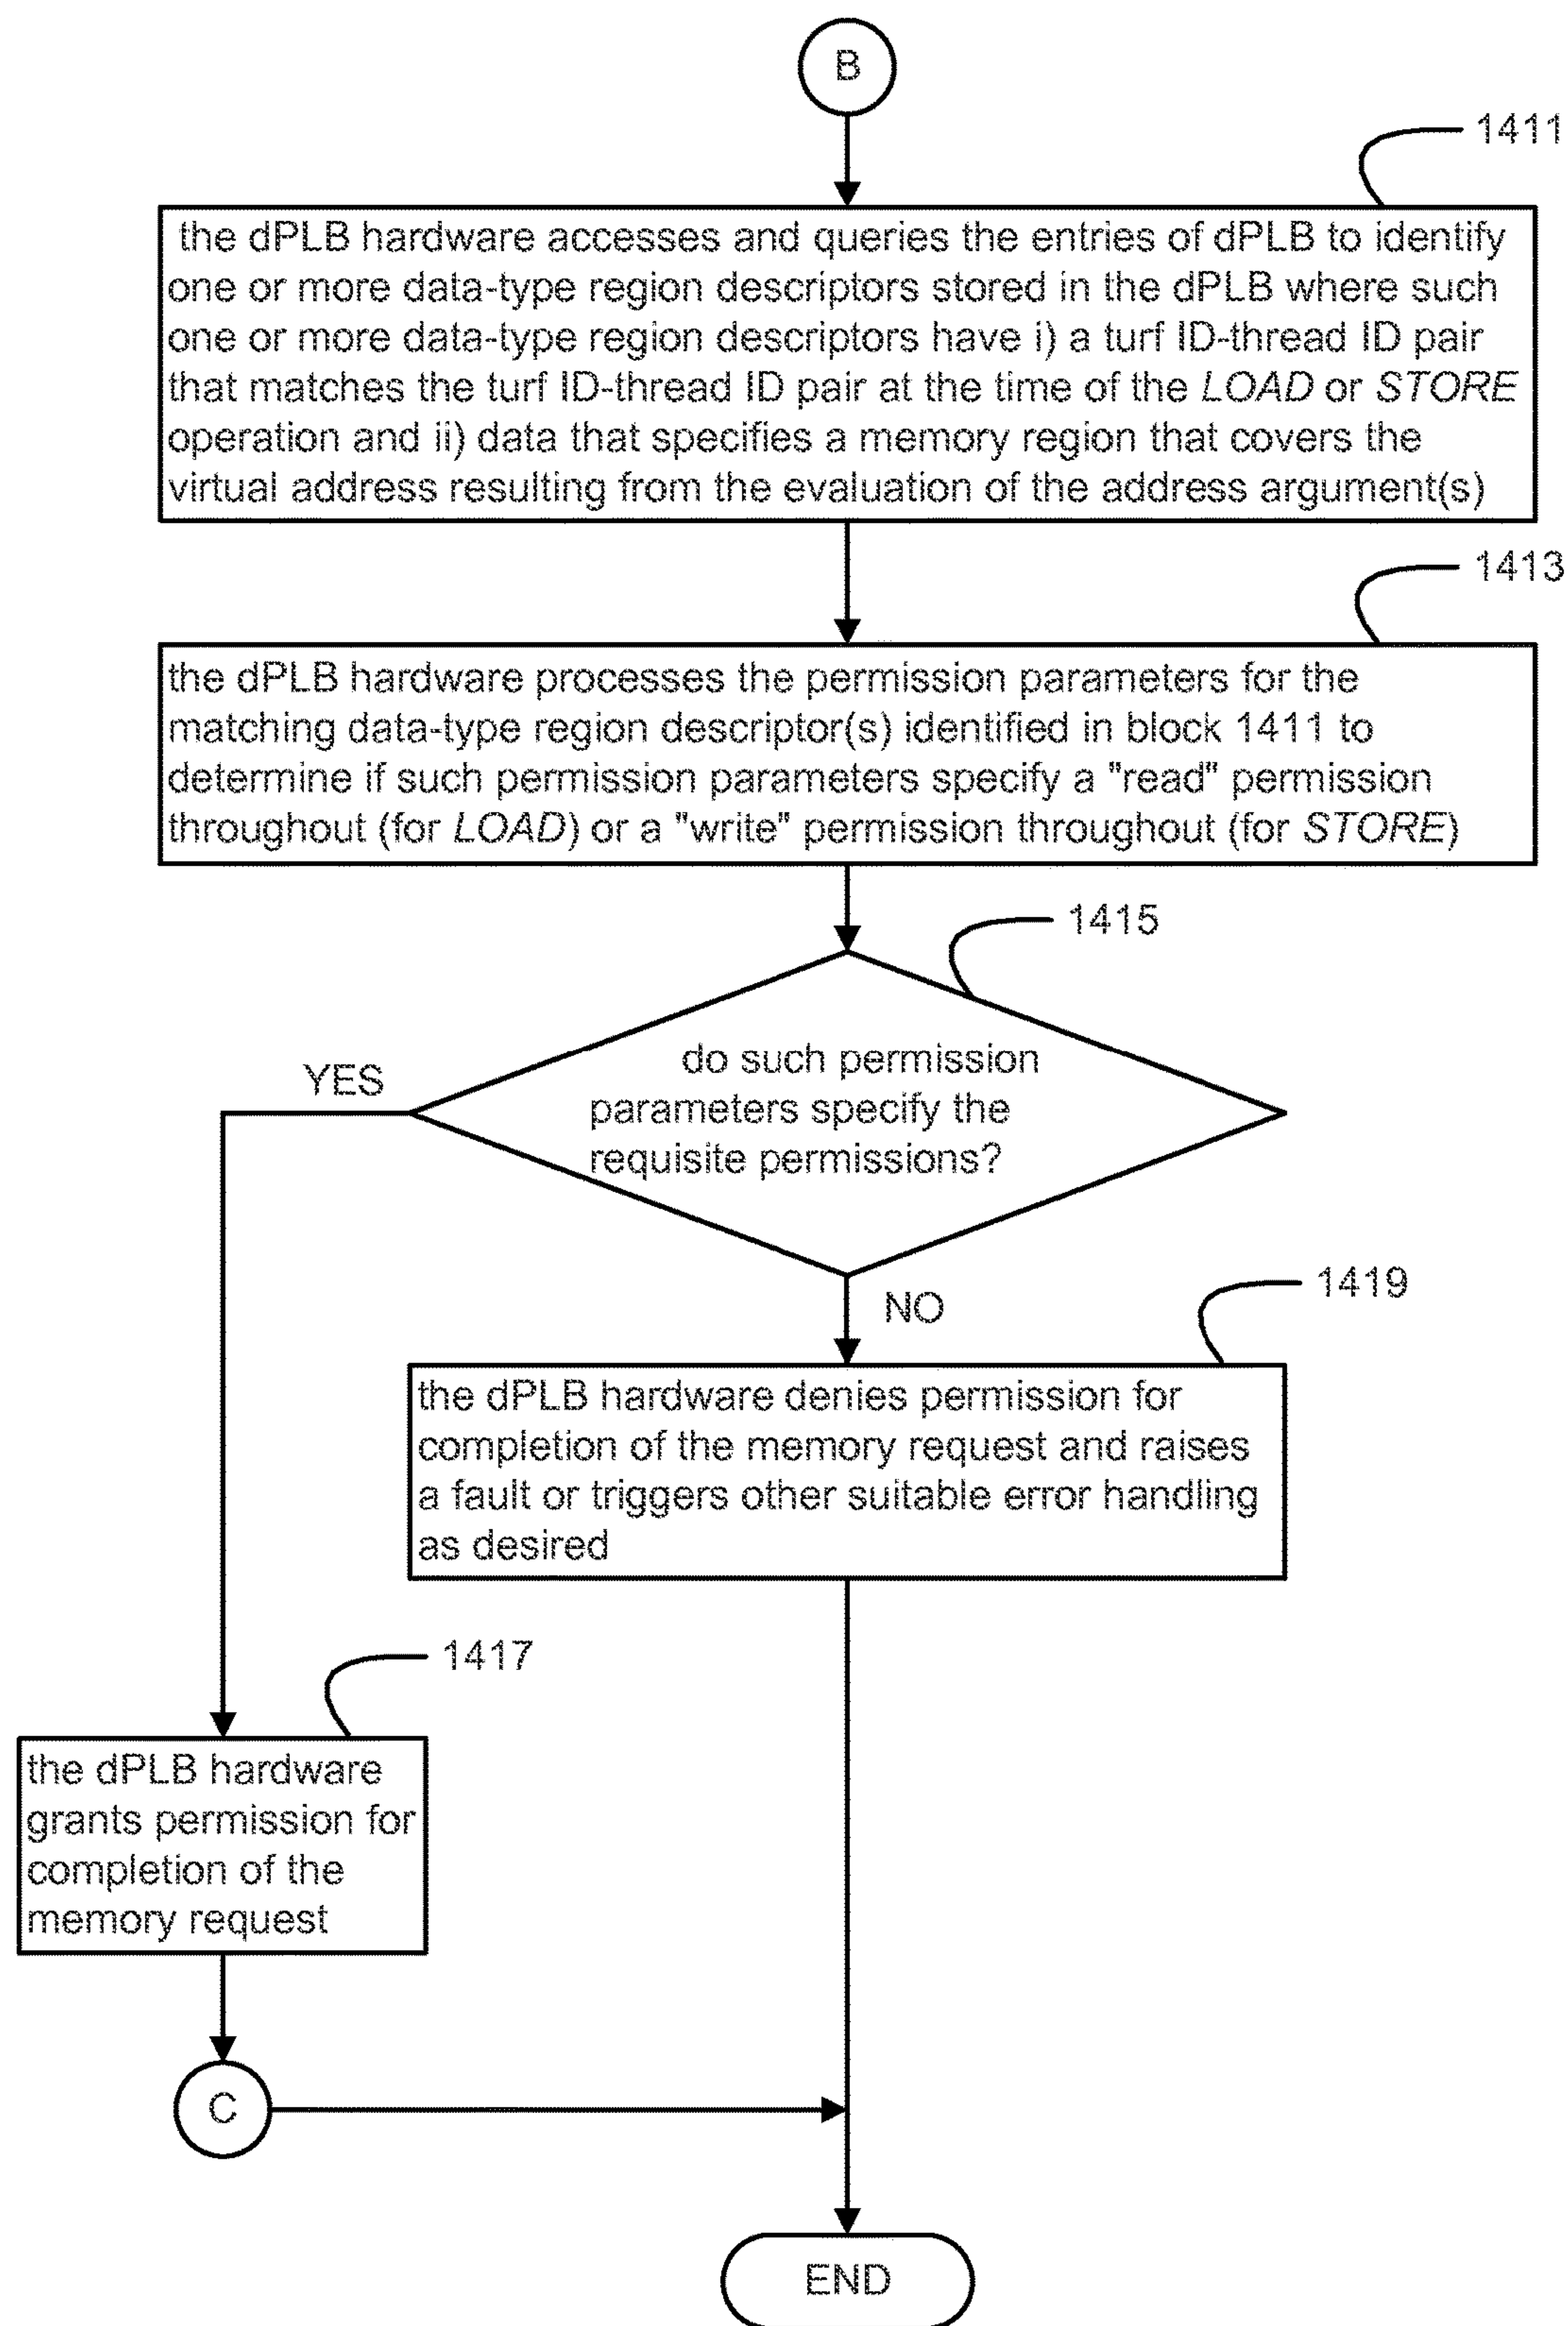 B
1411
the dPLB hardware accesses and queries the entries of dPLB to identify
one or more data-type region descriptors stored in the dPLB where such
one or more data-type region descriptors have i) a turf ID-thread ID pair
that matches the turf ID-thread ID pair at the time of the LOAD or STORE
operation and ii) data that specifies a memory region that covers the
virtual address resulting from the evaluation of the address argument(s)
1413
the dPLB hardware processes the permission parameters for the
matching data-type region descriptor(s) identified in block 1411 to
determine if such permission parameters specify a "read" permission
throughout (for LOAD) or a "write" permission throughout (for STORE)
1415
do such permission
parameters specify the
requisite permissions?
YES
NO
1419
the dPLB hardware denies permission for
completion of the memory request and raises
a fault or triggers other suitable error handling
as desired
1417
the dPLB hardware
grants permission for
completion of the
memory request
C
END